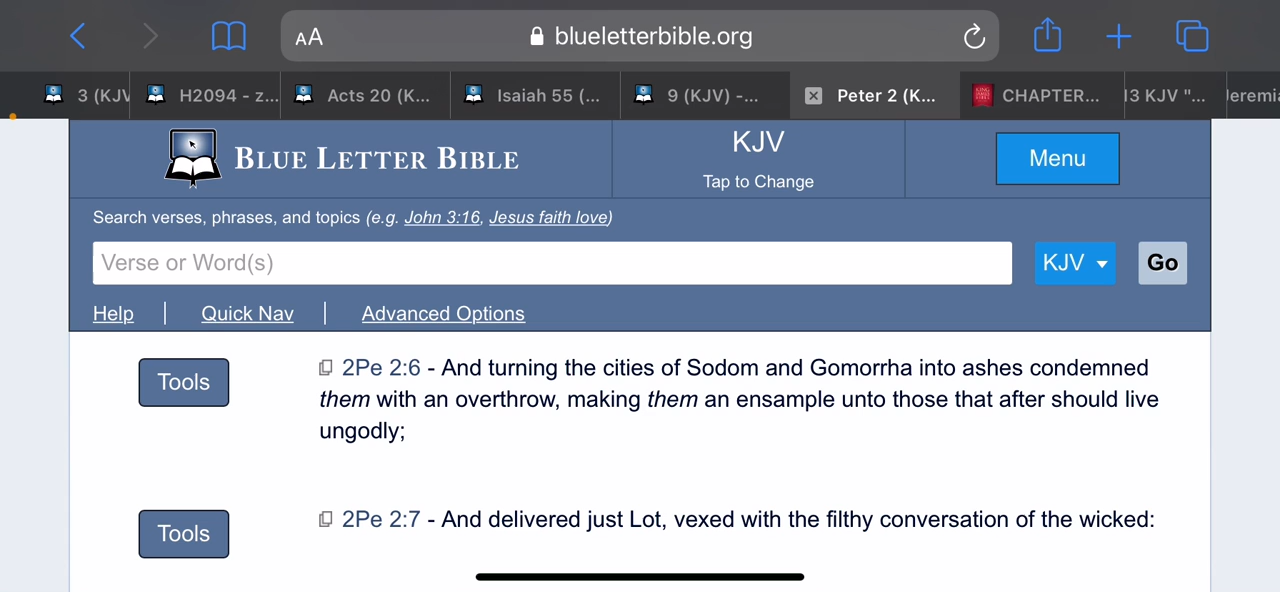 AA blueletterbible.org
3 (KJV H2094 - z... Acts 20 (K... Isaiah 55 (... 9 (KJV) -... Peter 2 (K... CHAPTER... 13 KJV "... Jeremi
BLUE LETTER BIBLE
KJV
Tap to Change
Menu
Search verses, phrases, and topics (e.g. John 3:16, Jesus faith love)
Verse or Word(s) KJV Go
Help | Quick Nav | Advanced Options
Tools
2Pe 2:6 - And turning the cities of Sodom and Gomorrha into ashes condemned
them with an overthrow, making them an ensample unto those that after should live
ungodly;
Tools
2Pe 2:7 - And delivered just Lot, vexed with the filthy conversation of the wicked: